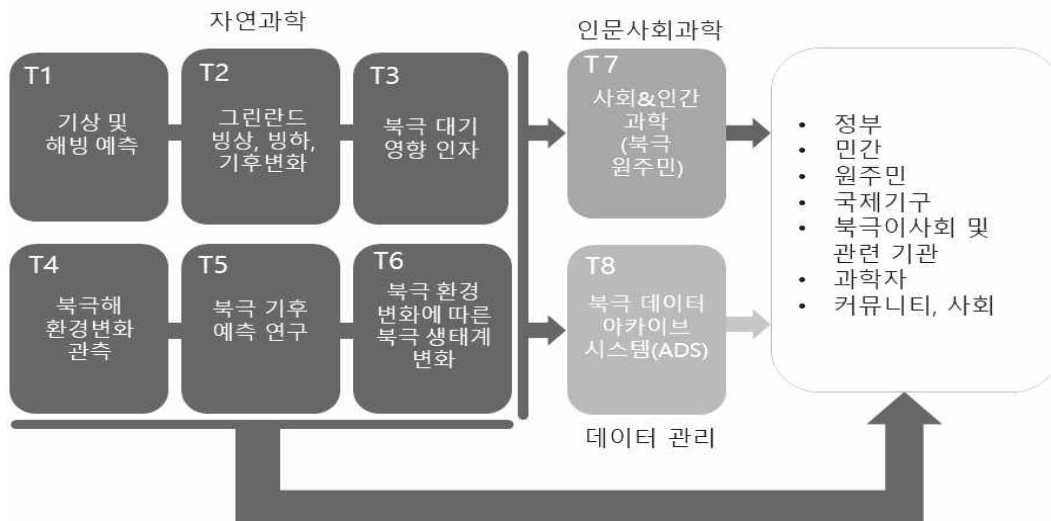 자연과학
인문사회과학
T1
기상 및
해빙 예측
T2
그린란드
빙상, 빙하,
기후변화
T3
북극 대기
영향 인자
T7
사회&인간
과학
(북극
원주민)
T4
북극해
환경변화
관측
T5
북극 기후
예측 연구
T6
북극 환경
변화에 따른
북극 생태계
변화
T8
북극 데이터
아카이브
시스템(ADS)
데이터 관리
• 정부
• 민간
• 원주민
• 국제기구
• 북극이사회 및
관련 기관
• 과학자
• 커뮤니티, 사회